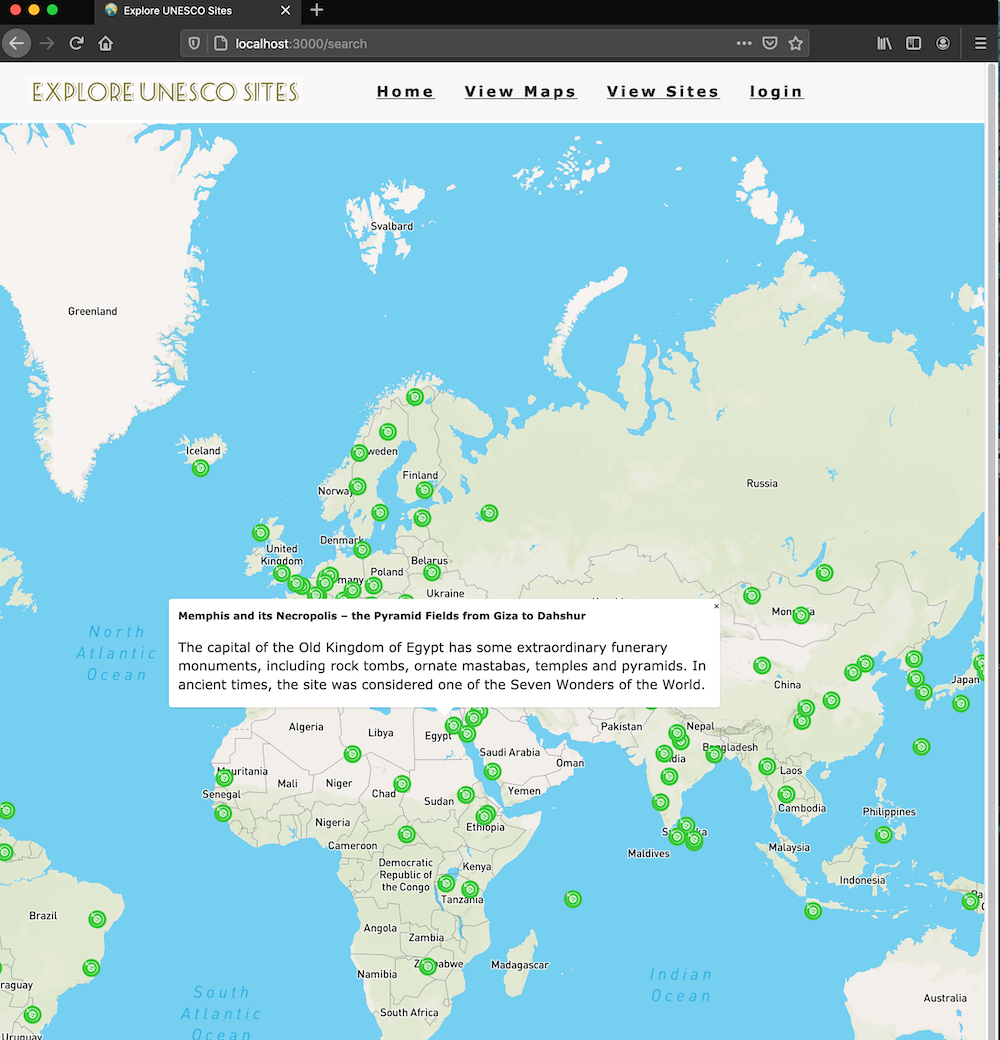 Explore UNESCO Sites
localhost:3000/search
EXPLORE UNESCO SITES
Home View Maps View Sites login
Svalbard
Greenland
Iceland
weden
Finland
Norway
Russia
Denmark
United
Kingdom
Belarus
Poland
many
Ukraine
Mong
North
Atlantic
Ocean
Memphis and its Necropolis – the Pyramid Fields from Giza to Dahshur
×
The capital of the Old Kingdom of Egypt has some extraordinary funerary
monuments, including rock tombs, ornate mastabas, temples and pyramids. In
ancient times, the site was considered one of the Seven Wonders of the World.
China
Japan
Algeria
Libya
Egypt
Pakistan
Nepal
Saudi Arabia
Bangladesh
Oman
dia
Mauritania
Mali
Niger
Chad
Sudan
Yemen
Laos
Senegal
Cambodia
Nigeria
Ethiopia
Philippines
Cameroon
S ka
Maldives
Malaysia
Democratic
Republic of
the Congo
Kenya
Indonesia
Tanzania
Brazil
Angola
Zambia
Z babwe
Madagascar
Namibia
Indian
Ocean
raguay
South
Atlantic
Ocean
South Africa
Australia
Uruguay